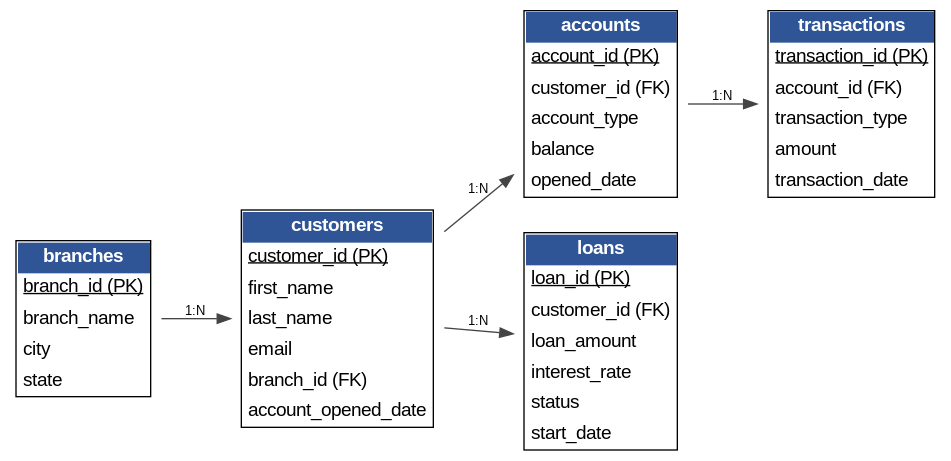 branches
branch_id (PK)
branch_name
city
state
1:N
customers
customer_id (PK)
first_name
last_name
email
branch_id (FK)
account_opened_date
1:N
accounts
account_id (PK)
customer_id (FK)
account_type
balance
opened_date
1:N
transactions
transaction_id (PK)
account_id (FK)
transaction_type
amount
transaction_date
1:N
loans
loan_id (PK)
customer_id (FK)
loan_amount
interest_rate
status
start_date